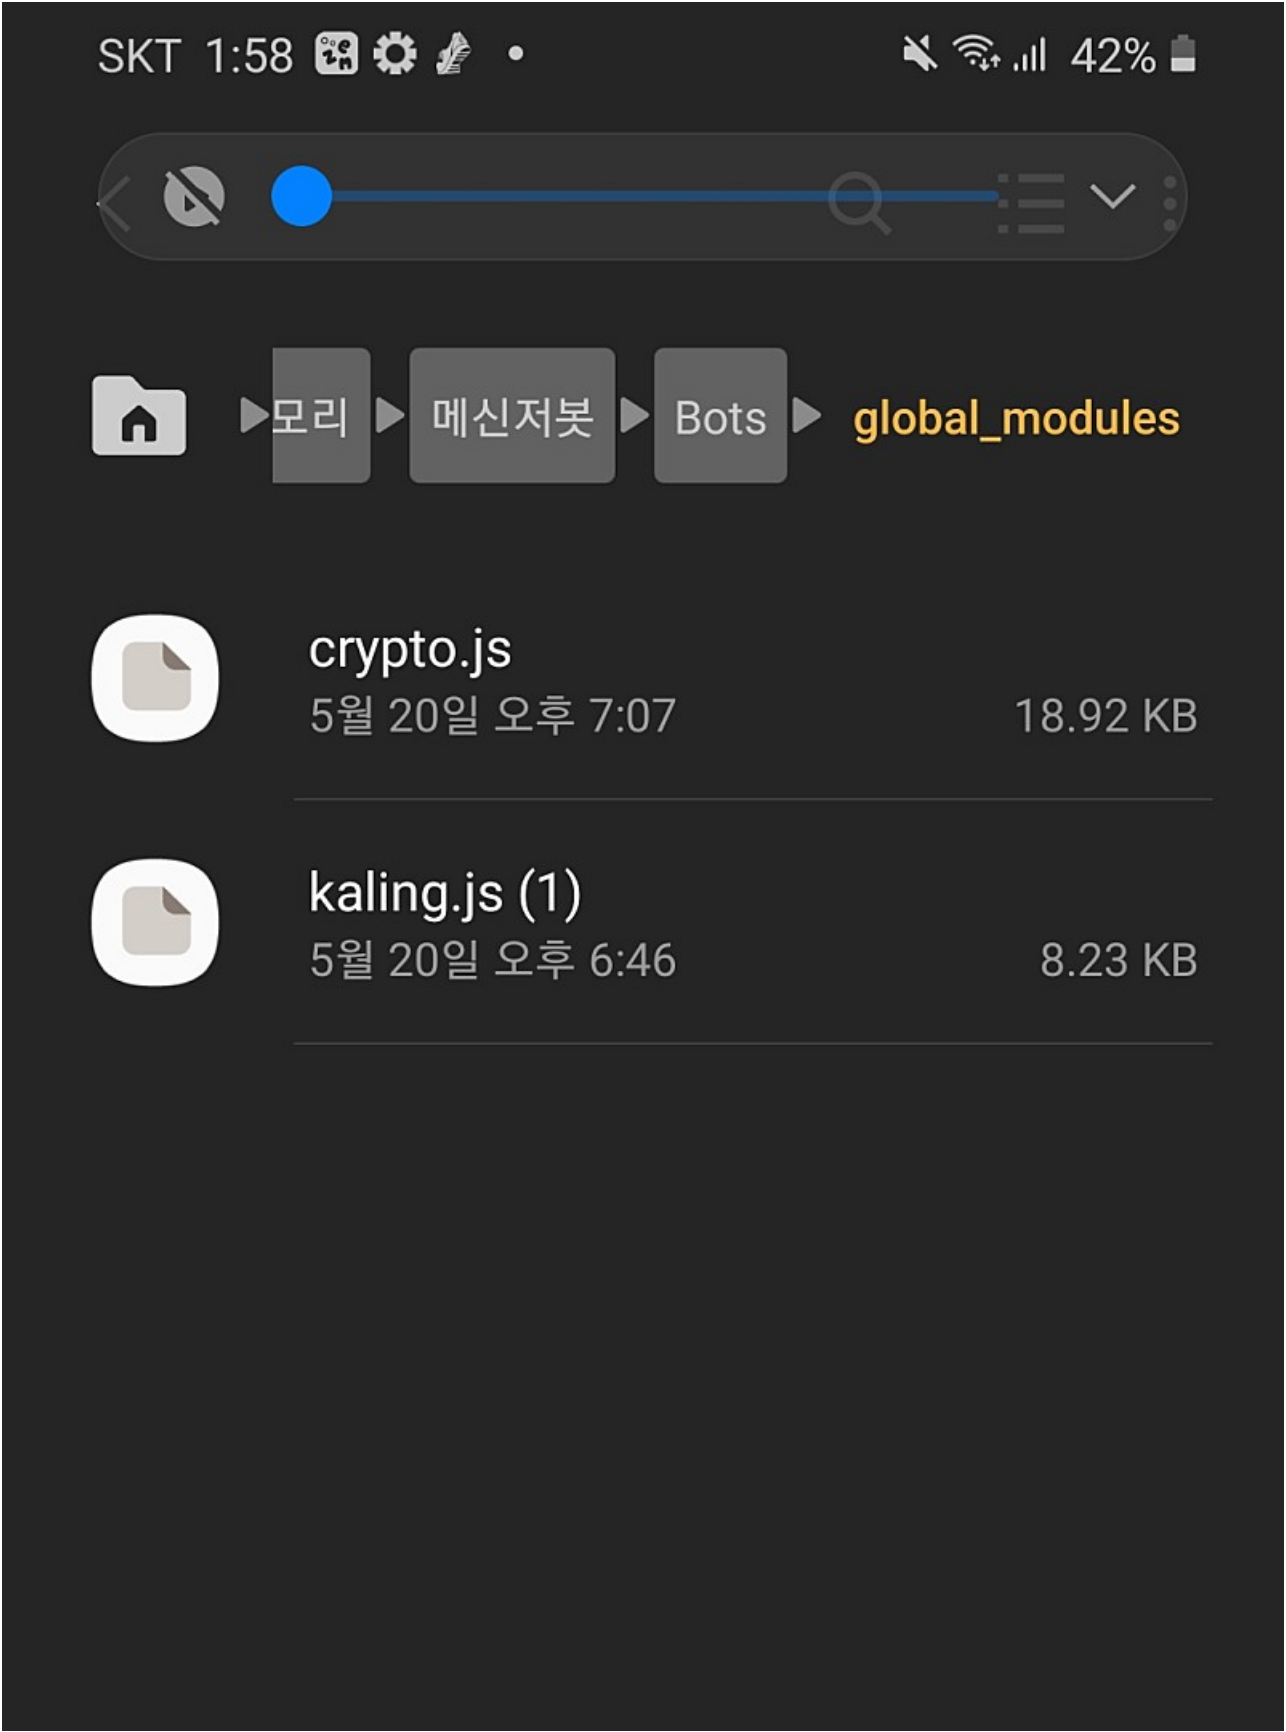 SKT 1:58 42%
모리 메신저봇 Bots global_modules
crypto.js
5월 20일 오후 7:07 18.92 KB
kaling.js (1)
5월 20일 오후 6:46 8.23 KB